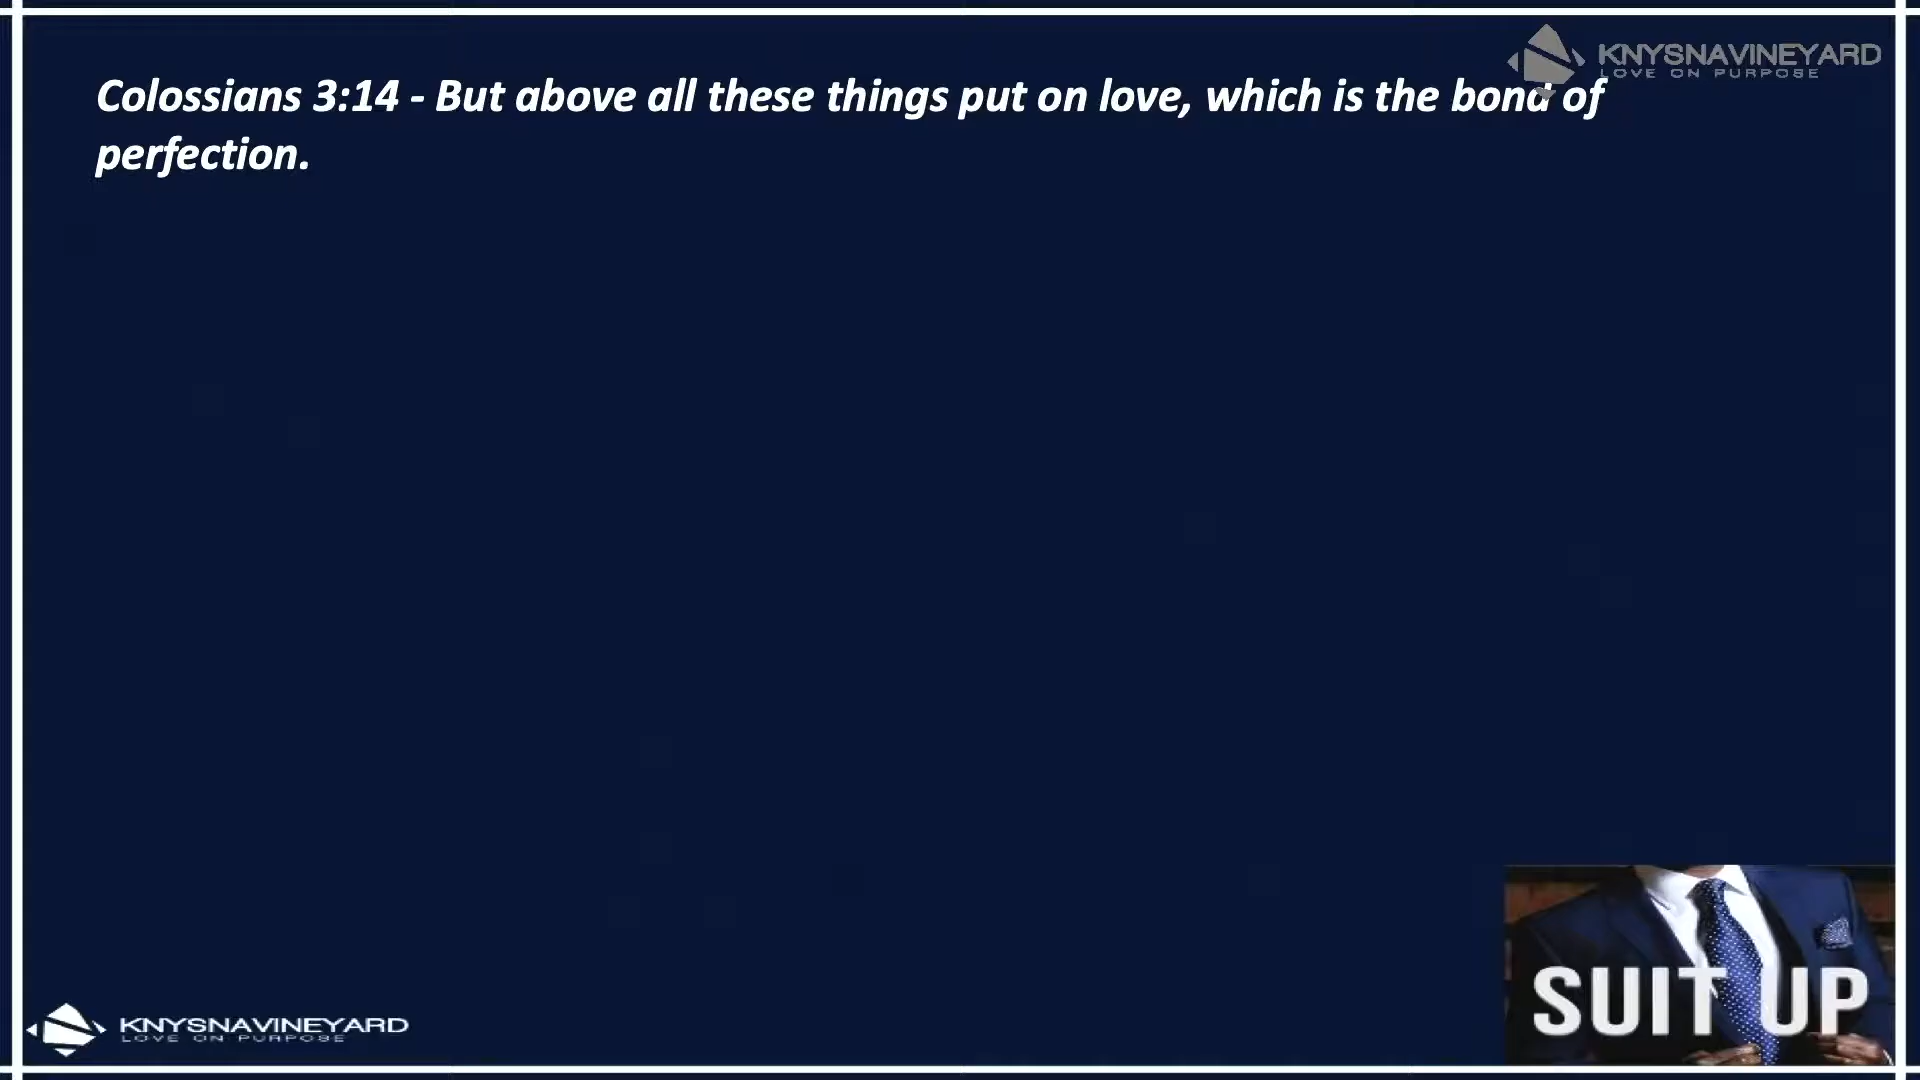 KNYSNAVINEYARD
LOVE ON PURPOSE
Colossians 3:14 - But above all these things put on love, which is the bond of
perfection.
SUIT UP
KNYSNAVINEYARD
LOVE ON PURPOSE